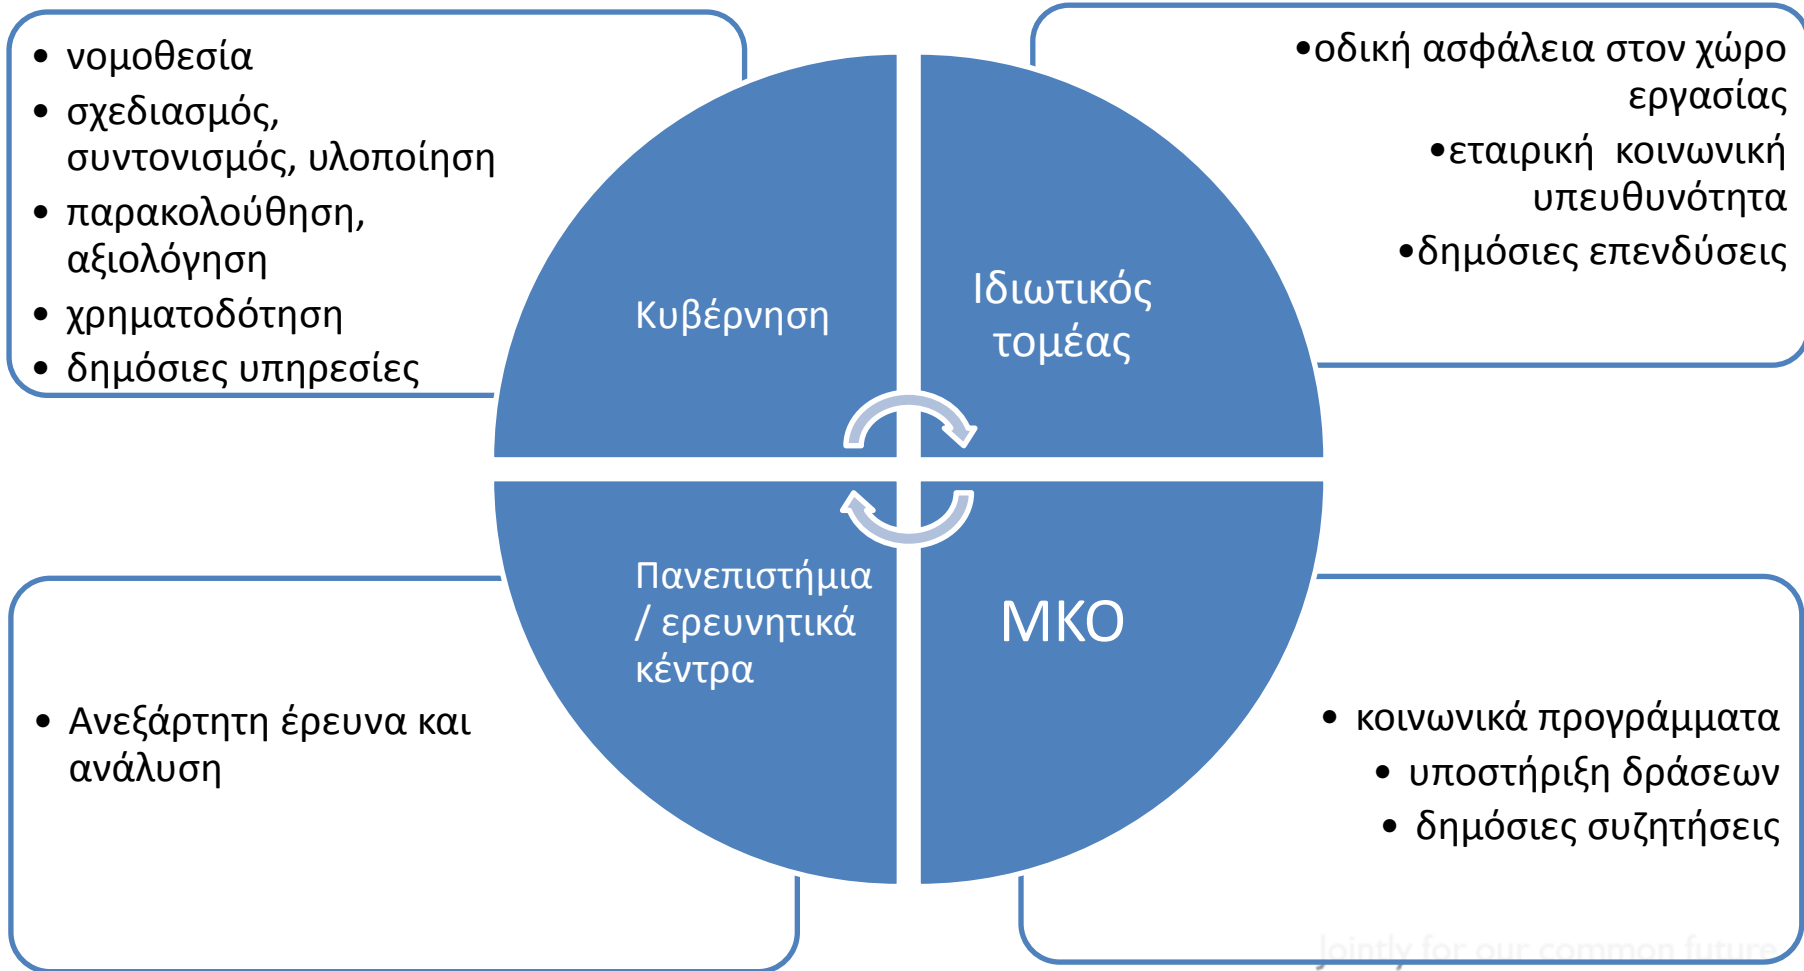 • νομοθεσία
• σχεδιασμός,
συντονισμός, υλοποίηση
• παρακολούθηση,
αξιολόγηση
• χρηματοδότηση
• δημόσιες υπηρεσίες
Κυβέρνηση
Ιδιωτικός
τομέας
•οδική ασφάλεια στον χώρο
εργασίας
•εταιρική κοινωνική
υπευθυνότητα
•δημόσιες επενδύσεις
• Ανεξάρτητη έρευνα και
ανάλυση
Πανεπιστήμια
/ ερευνητικά
κέντρα
ΜΚΟ
• κοινωνικά προγράμματα
• υποστήριξη δράσεων
• δημόσιες συζητήσεις
Jointly for our common future